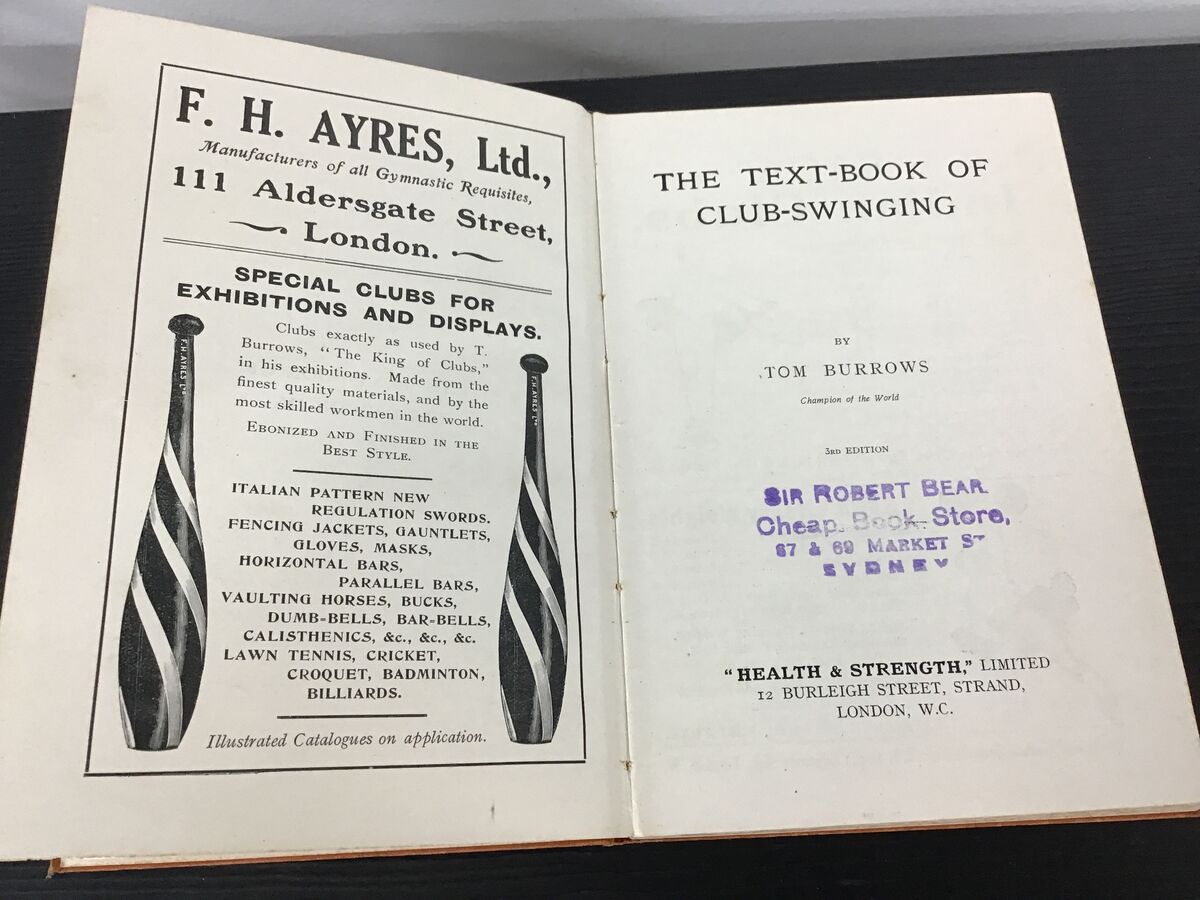 F. H. AYRES, Ltd.,
Manufacturers of all Gymnastic Requisites,
111 Aldersgate Street,
London.
SPECIAL CLUBS FOR
EXHIBITIONS AND DISPLAYS.
Clubs exactly as used by T.
Burrows, "The King of Clubs,"
in his exhibitions. Made from the
finest quality materials, and by the
most skilled workmen in the world.
EBONIZED AND FINISHED IN THE
BEST STYLE.
F.H. AYRES LTD
F.H. AYRES LTD
ITALIAN PATTERN NEW
REGULATION SWORDS.
FENCING JACKETS, GAUNTLETS,
GLOVES, MASKS,
HORIZONTAL BARS,
PARALLEL BARS,
VAULTING HORSES, BUCKS,
DUMB=BELLS, BAR=BELLS,
CALISTHENICS, &c., &c., &c.
LAWN TENNIS, CRICKET,
CROQUET, BADMINTON,
BILLIARDS.
Illustrated Catalogues on application.
THE TEXT-BOOK OF
CLUB-SWINGING
BY
TOM BURROWS
Champion of the World
3RD EDITION
SIR ROBERT BEAR
Cheap Book Store,
67 & 69 MARKET ST
SYDNEY
"HEALTH & STRENGTH," LIMITED
12 BURLEIGH STREET, STRAND,
LONDON, W.C.